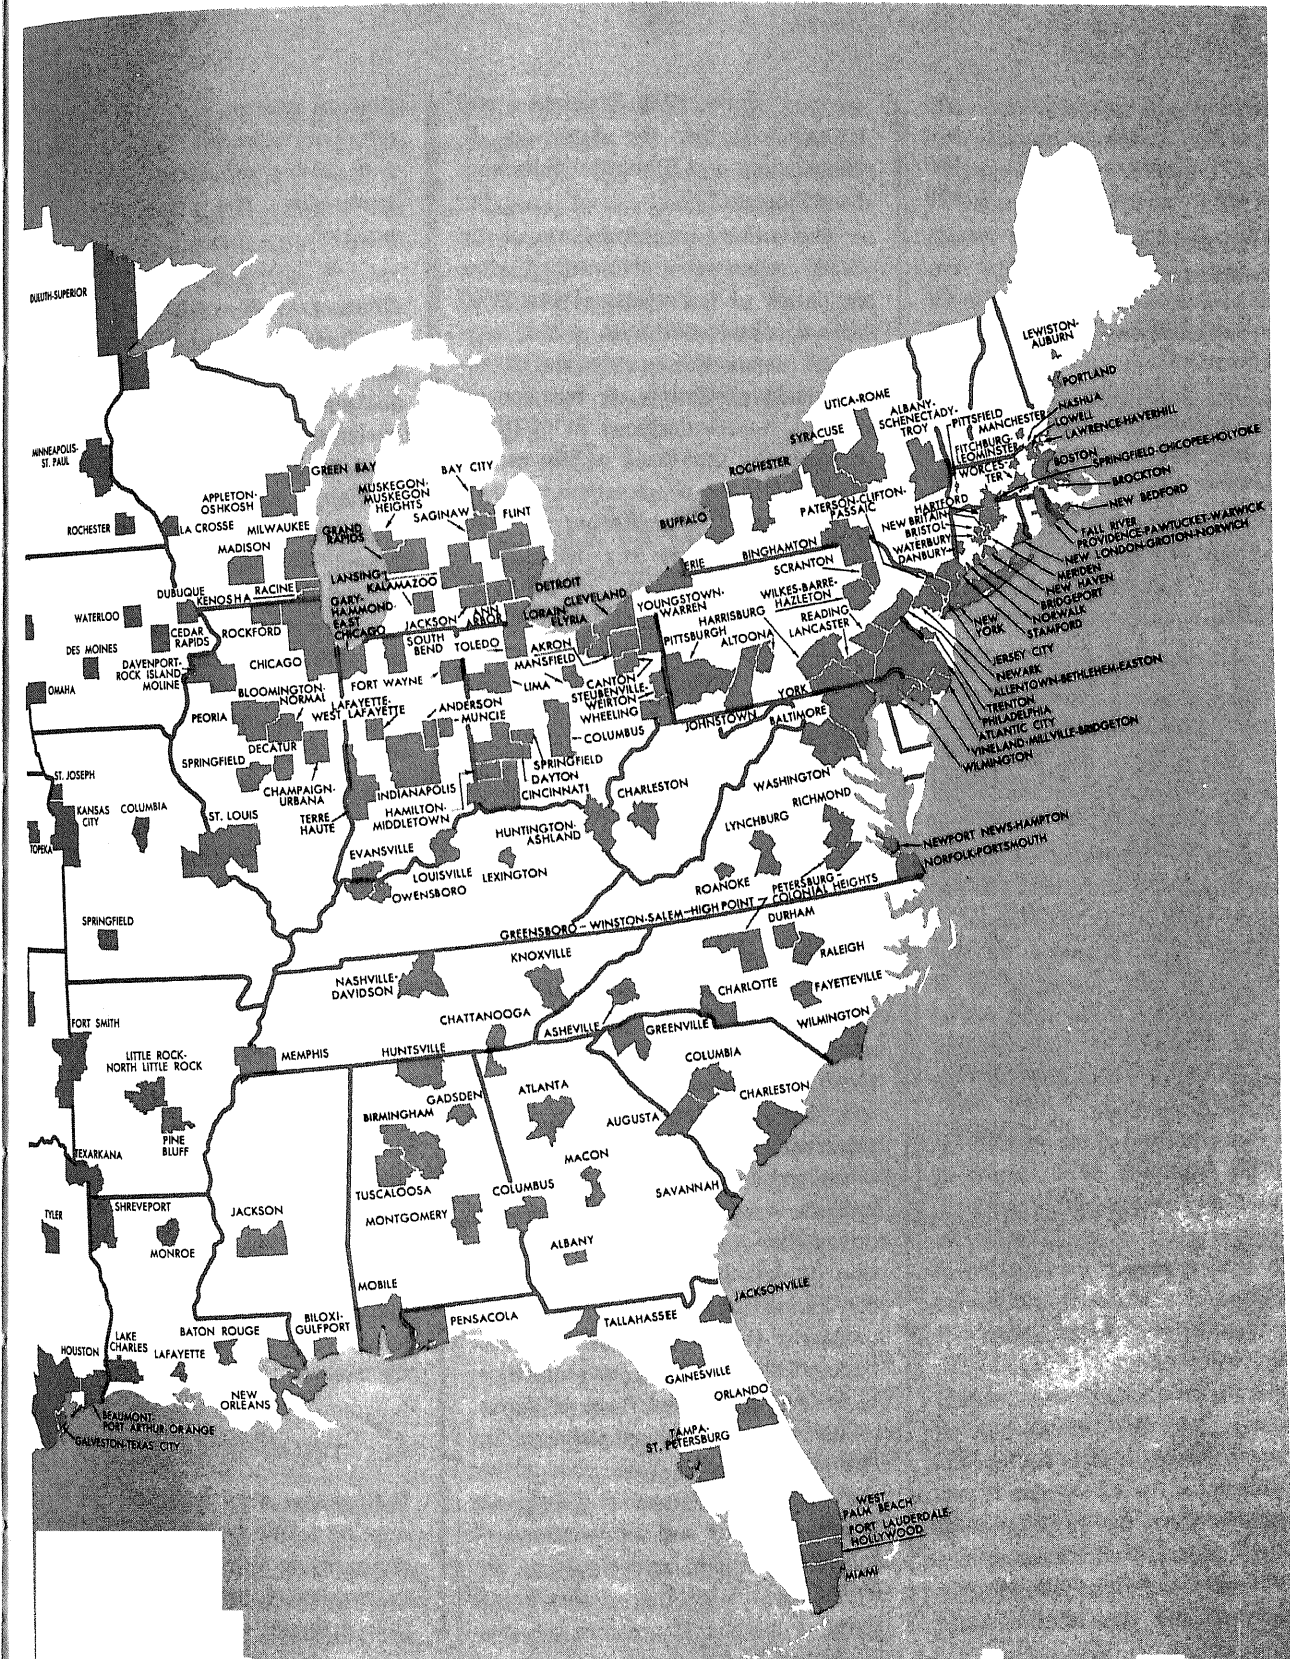 DULUTH-SUPERIOR
MINNEAPOLIS-
ST. PAUL
ROCHESTER
LA CROSSE
APPLETON-
OSHKOSH
GREEN BAY
MILWAUKEE
MADISON
RACINE
KENOSHA
DUBUQUE
WATERLOO
CEDAR
RAPIDS
DES MOINES
DAVENPORT-
ROCK ISLAND
MOLINE
OMAHA
ROCKFORD
CHICAGO
GARY-
HAMMOND-
EAST
CHICAGO
MUSKEGON-
MUSKEGON
HEIGHTS
BAY CITY
SAGINAW
FLINT
GRAND
RAPIDS
LANSING
KALAMAZOO
JACKSON
ANN
ARBOR
DETROIT
SOUTH
BEND
TOLEDO
LORAIN
ELYRIA
CLEVELAND
AKRON
MANSFIELD
CANTON
STEUBENVILLE-
WEIRTON
WHEELING
YOUNGSTOWN-
WARREN
PITTSBURGH
FORT WAYNE
LIMA
BLOOMINGTON-
NORMAL
LAFAYETTE-
WEST LAFAYETTE
ANDERSON
MUNCIE
PEORIA
DECATUR
SPRINGFIELD
CHAMPAIGN-
URBANA
INDIANAPOLIS
TERRE
HAUTE
HAMILTON-
MIDDLETOWN
COLUMBUS
SPRINGFIELD
DAYTON
CINCINNATI
ST. JOSEPH
KANSAS
CITY
COLUMBIA
TOPEKA
ST. LOUIS
SPRINGFIELD
EVANSVILLE
OWENSBORO
LOUISVILLE
LEXINGTON
HUNTINGTON-
ASHLAND
CHARLESTON
LEWISTON-
AUBURN
PORTLAND
UTICA-ROME
ALBANY-
SCHENECTADY-
TROY
SYRACUSE
ROCHESTER
BUFFALO
ERIE
BINGHAMTON
PITTSFIELD
MANCHESTER
NASHUA
LOWELL
LAWRENCE-HAVERHILL
FITCHBURG-
LEOMINSTER
WORCES-
TER
BOSTON
SPRINGFIELD-CHICOPEE-HOLYOKE
BROCKTON
NEW BEDFORD
FALL RIVER
PROVIDENCE-PAWTUCKET-WARWICK
NEW LONDON-GROTON-NORWICH
HARTFORD
NEW BRITAIN
BRISTOL
WATERBURY
DANBURY
MERIDEN
NEW HAVEN
BRIDGEPORT
NORWALK
STAMFORD
NEW
YORK
PATERSON-CLIFTON-
PASSAIC
SCRANTON
WILKES-BARRE-
HAZLETON
HARRISBURG
READING
LANCASTER
ALTOONA
YORK
JOHNSTOWN
JERSEY CITY
NEWARK
ALLENTOWN-BETHLEHEM-EASTON
TRENTON
PHILADELPHIA
ATLANTIC CITY
VINELAND-MILLVILLE-BRIDGETON
WILMINGTON
BALTIMORE
WASHINGTON
RICHMOND
LYNCHBURG
ROANOKE
PETERSBURG-
COLONIAL HEIGHTS
NEWPORT NEWS-HAMPTON
NORFOLK-PORTSMOUTH
GREENSBORO-WINSTON-SALEM-HIGH POINT
DURHAM
RALEIGH
FAYETTEVILLE
CHARLOTTE
WILMINGTON
NASHVILLE-
DAVIDSON
KNOXVILLE
CHATTANOOGA
ASHEVILLE
GREENVILLE
COLUMBIA
CHARLESTON
FORT SMITH
LITTLE ROCK-
NORTH LITTLE ROCK
PINE
BLUFF
MEMPHIS
HUNTSVILLE
GADSDEN
BIRMINGHAM
TUSCALOOSA
MONTGOMERY
ATLANTA
AUGUSTA
MACON
COLUMBUS
ALBANY
SAVANNAH
TEXARKANA
TYLER
SHREVEPORT
MONROE
JACKSON
MOBILE
PENSACOLA
TALLAHASSEE
JACKSONVILLE
GAINESVILLE
ORLANDO
TAMPA-
ST. PETERSBURG
HOUSTON
LAKE
CHARLES
LAFAYETTE
BATON ROUGE
NEW
ORLEANS
BILOXI-
GULFPORT
BEAUMONT-
PORT ARTHUR ORANGE
GALVESTON-TEXAS CITY
WEST
PALM BEACH
FORT LAUDERDALE-
HOLLYWOOD
MIAMI